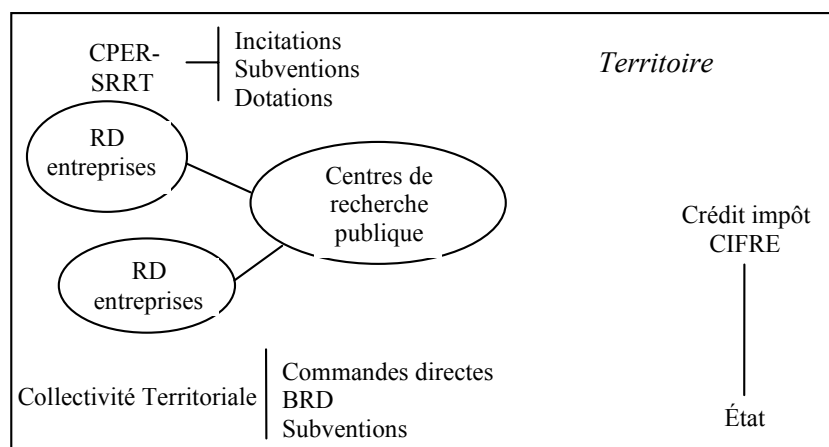 CPER-
SRRT
Incitations
Subventions
Dotations
Territoire
RD
entreprises
Centres de
recherche
publique
Crédit impôt
CIFRE
RD
entreprises
Collectivité Territoriale
Commandes directes
BRD
Subventions
État